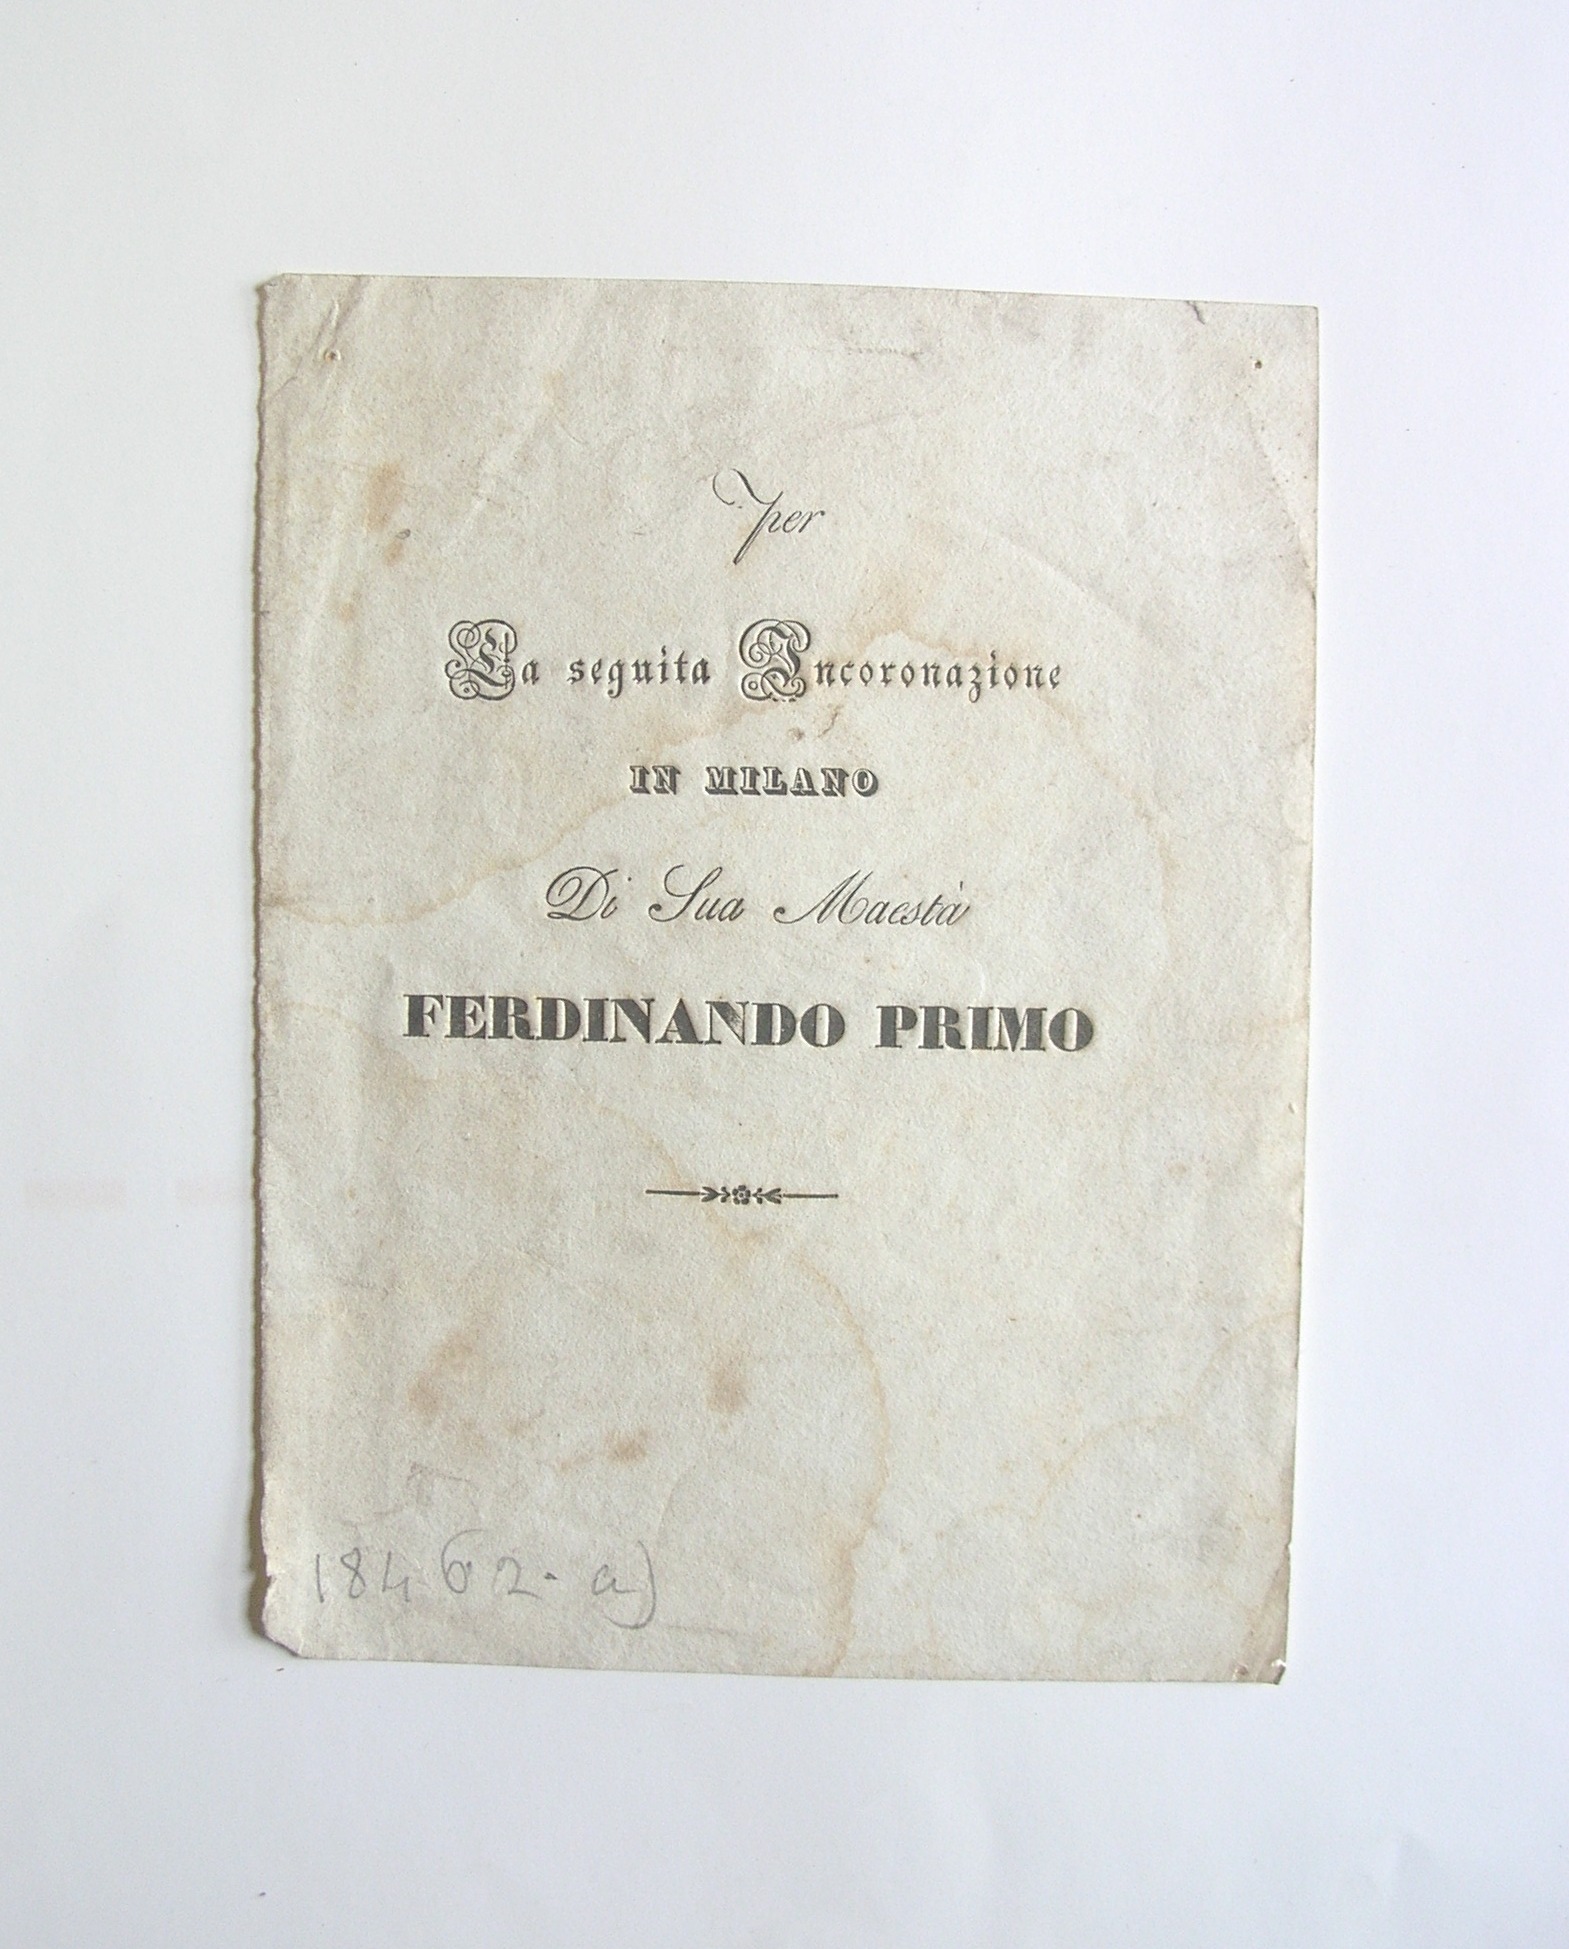 Per
La seguita Incoronazione
IN MILANO
Di Sua Maestà
FERDINANDO PRIMO
18462. a)